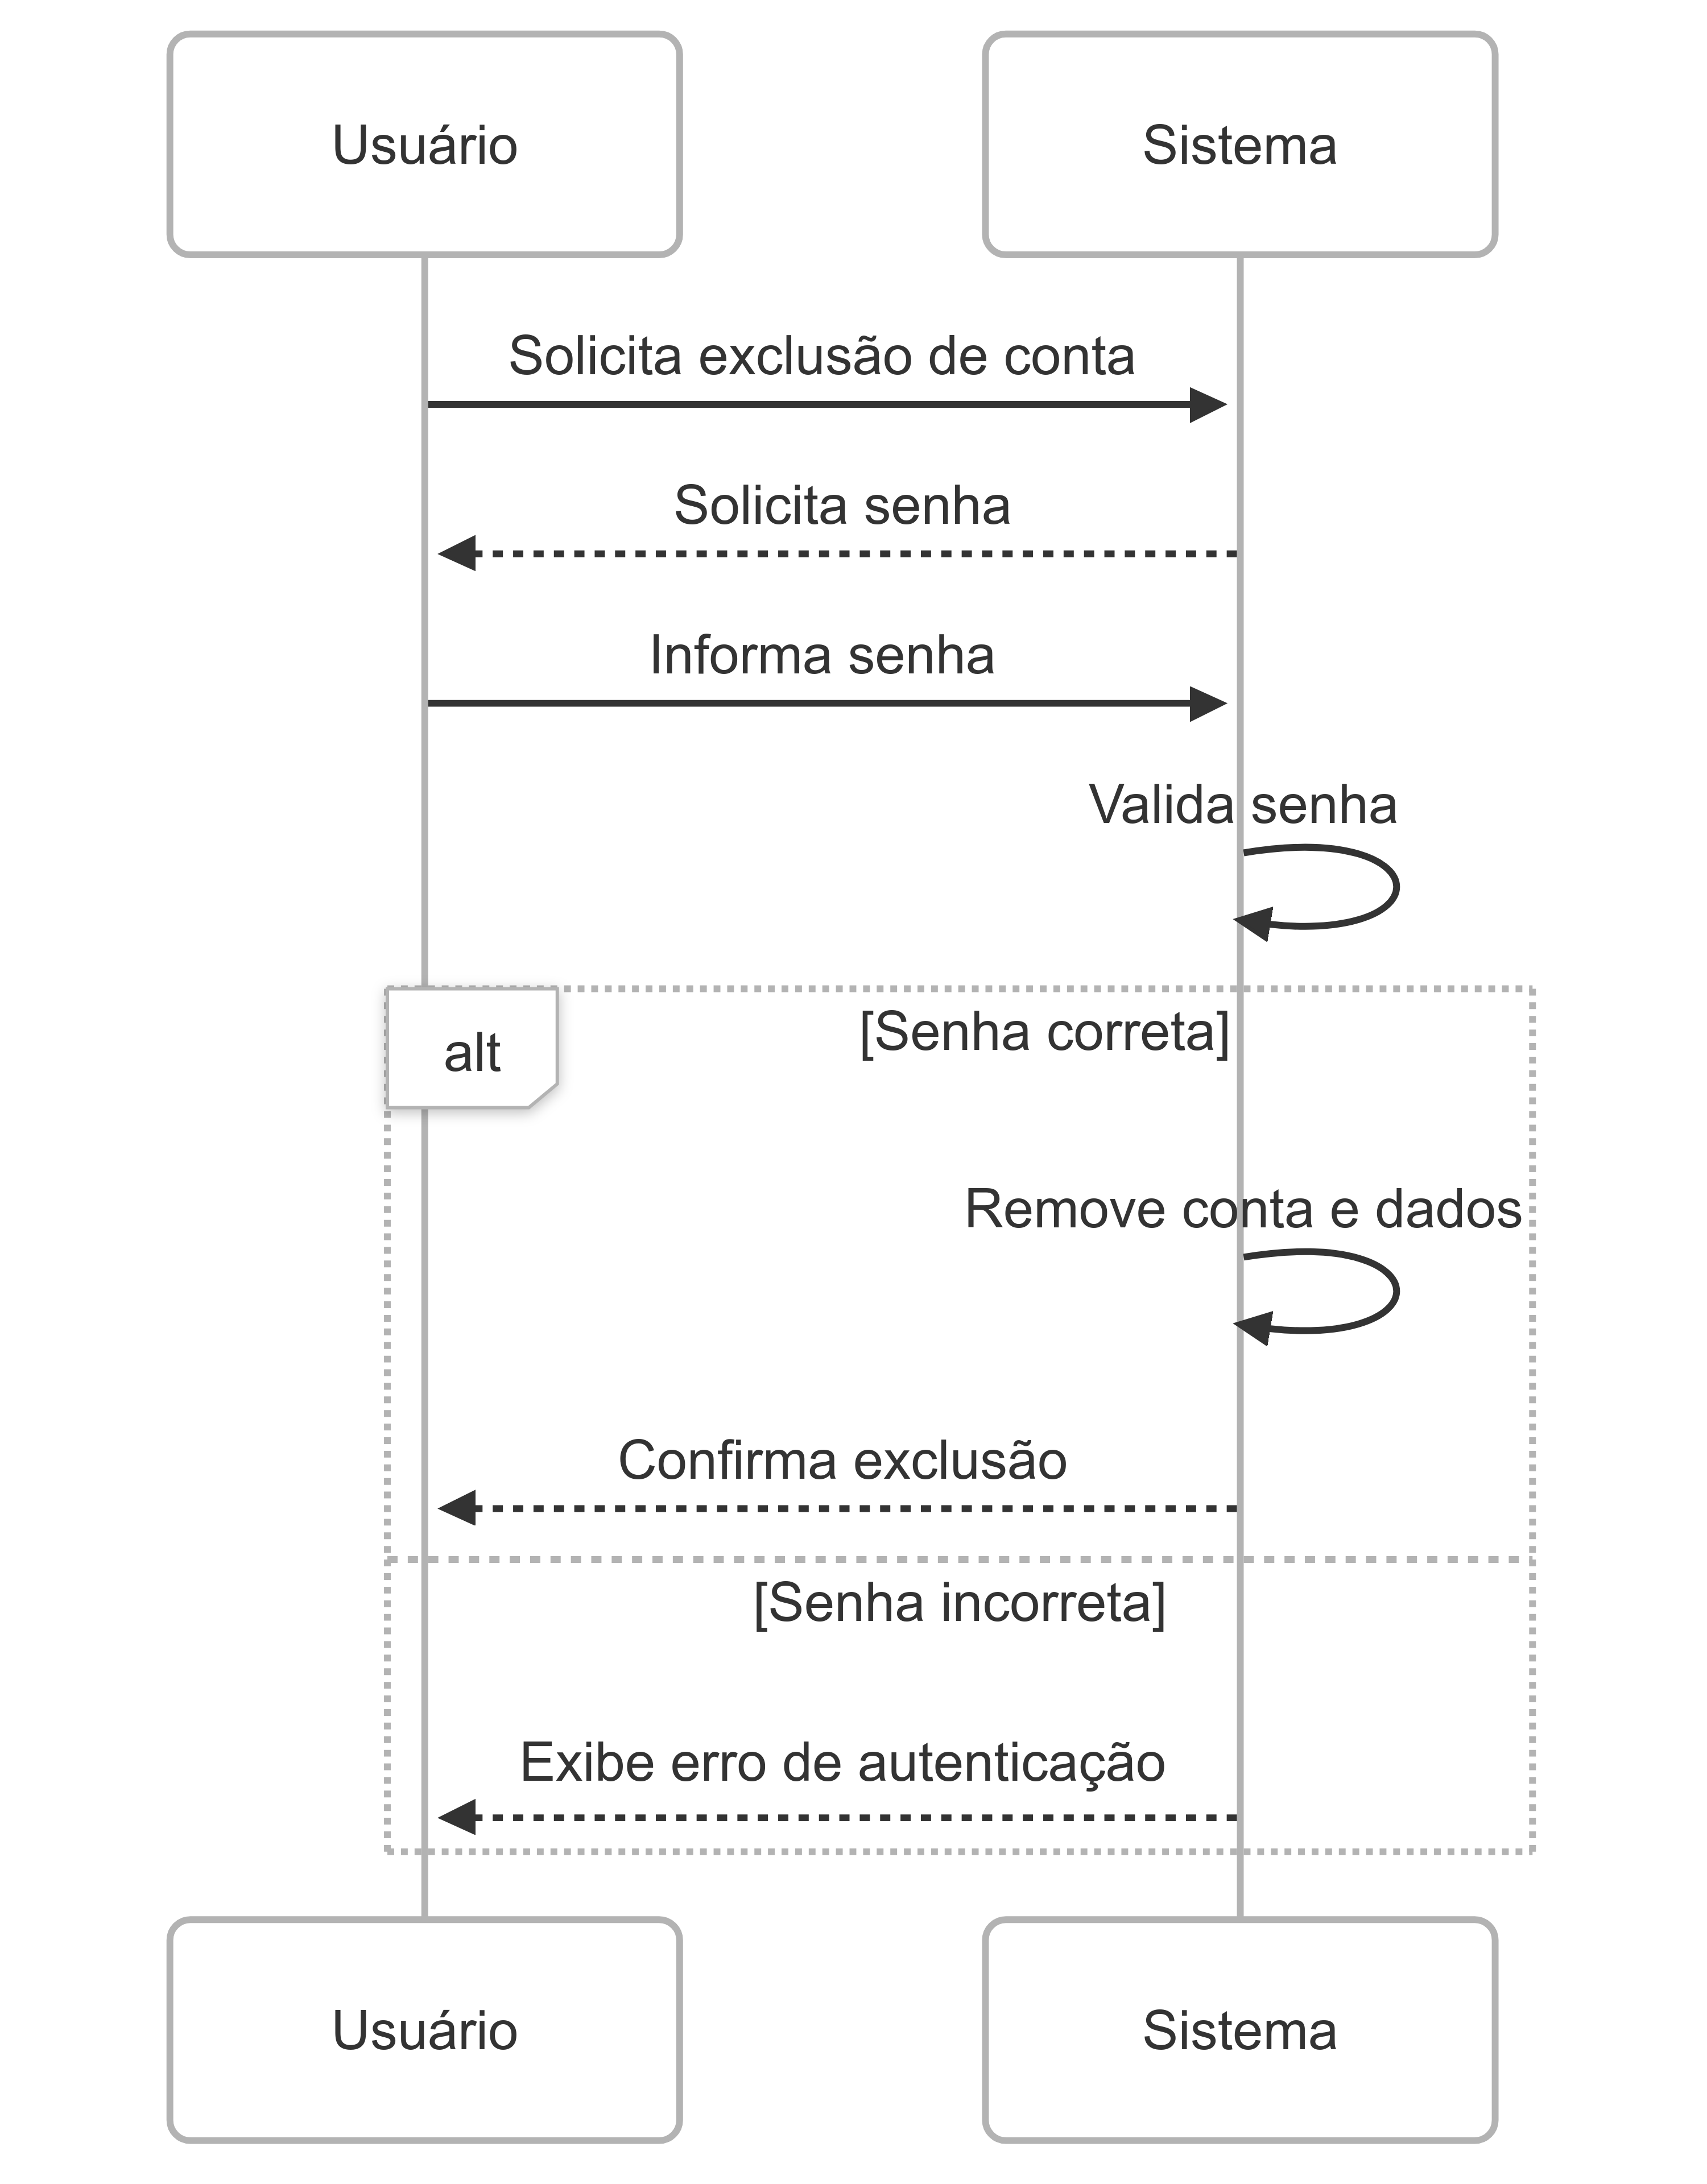 Usuário
Sistema
Solicita exclusão de conta
Solicita senha
Informa senha
Valida senha
alt
[Senha correta]
Remove conta e dados
Confirma exclusão
[Senha incorreta]
Exibe erro de autenticação
Usuário
Sistema